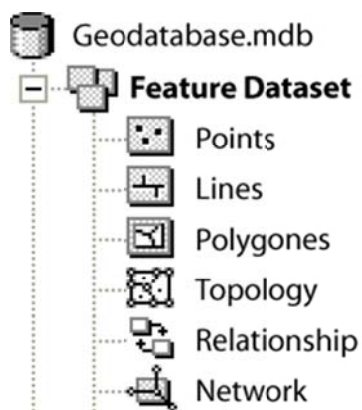 Geodatabase.mdb
Feature Dataset
Points
Lines
Polygones
Topology
Relationship
Network